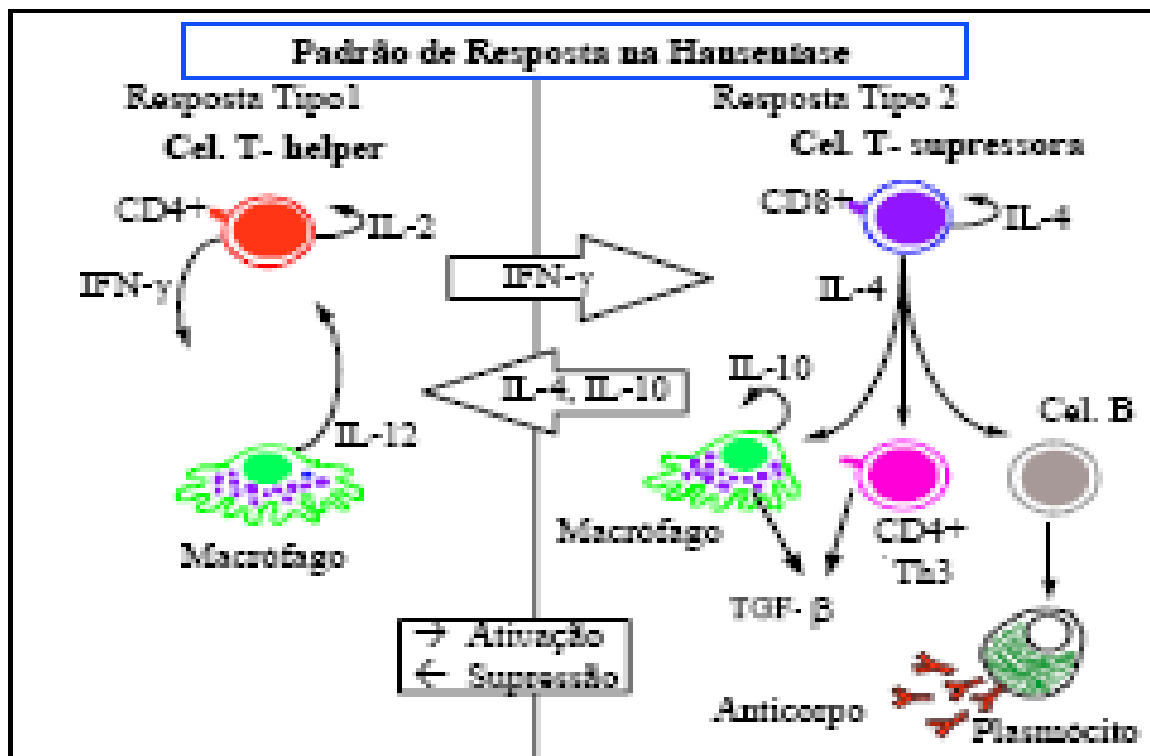 Padrão de Resposta na Hanseníase
Resposta Tipo1
Cel. T- helper
CD4+
IL-2
IFN-γ
IL-12
Macrófago
IFN-γ
IL-4, IL-10
→ Ativação
← Supressão
Resposta Tipo 2
Cel. T- supressora
CD8+
IL-4
IL-4
IL-10
Cel. B
Macrófago
CD4+
Th3
TGF- β
Anticorpo
Plasmócito